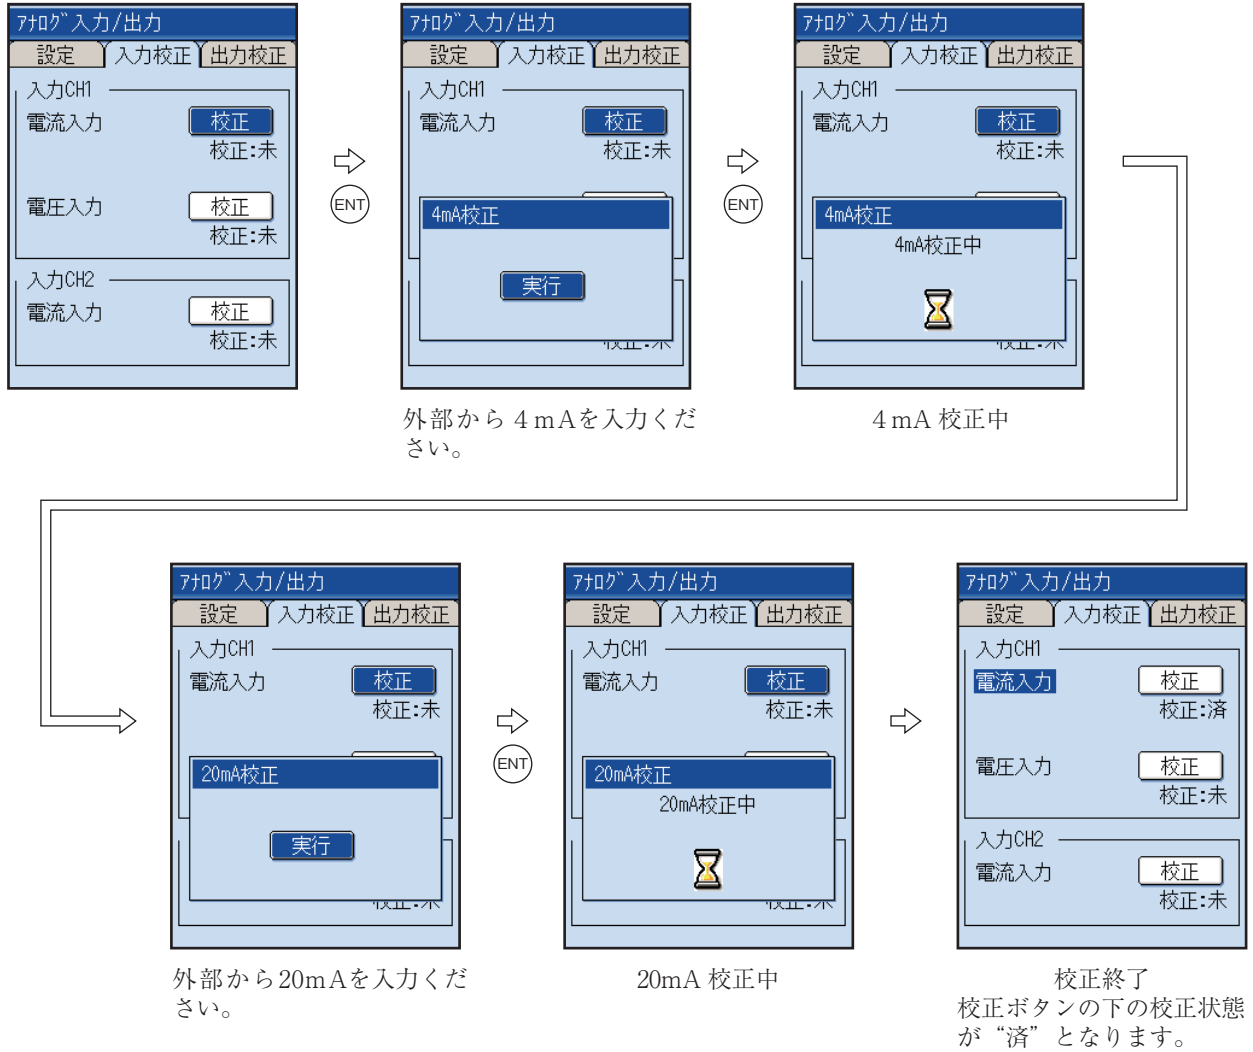 アナログ入力/出力
設定 入力校正 出力校正
入力CH1
電流入力 校正
校正:未
電圧入力 校正
校正:未
入力CH2
電流入力 校正
校正:未
ENT
アナログ入力/出力
設定 入力校正 出力校正
入力CH1
電流入力 校正
校正:未
4mA校正
実行
校正:未
外部から4mAを入力くだ
さい。
ENT
アナログ入力/出力
設定 入力校正 出力校正
入力CH1
電流入力 校正
校正:未
4mA校正
4mA校正中
校正:未
4mA 校正中
アナログ入力/出力
設定 入力校正 出力校正
入力CH1
電流入力 校正
校正:未
20mA校正
実行
校正:未
外部から20mAを入力くだ
さい。
ENT
アナログ入力/出力
設定 入力校正 出力校正
入力CH1
電流入力 校正
校正:未
20mA校正
20mA校正中
校正:未
20mA 校正中
アナログ入力/出力
設定 入力校正 出力校正
入力CH1
電流入力 校正
校正:済
電圧入力 校正
校正:未
入力CH2
電流入力 校正
校正:未
校正終了
校正ボタンの下の校正状態
が“済”となります。